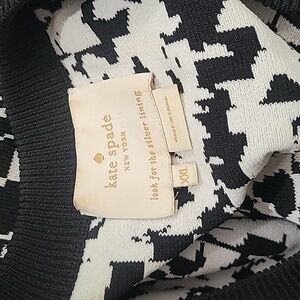 kate spade
NEW YORK
look for the silver lining
XXL